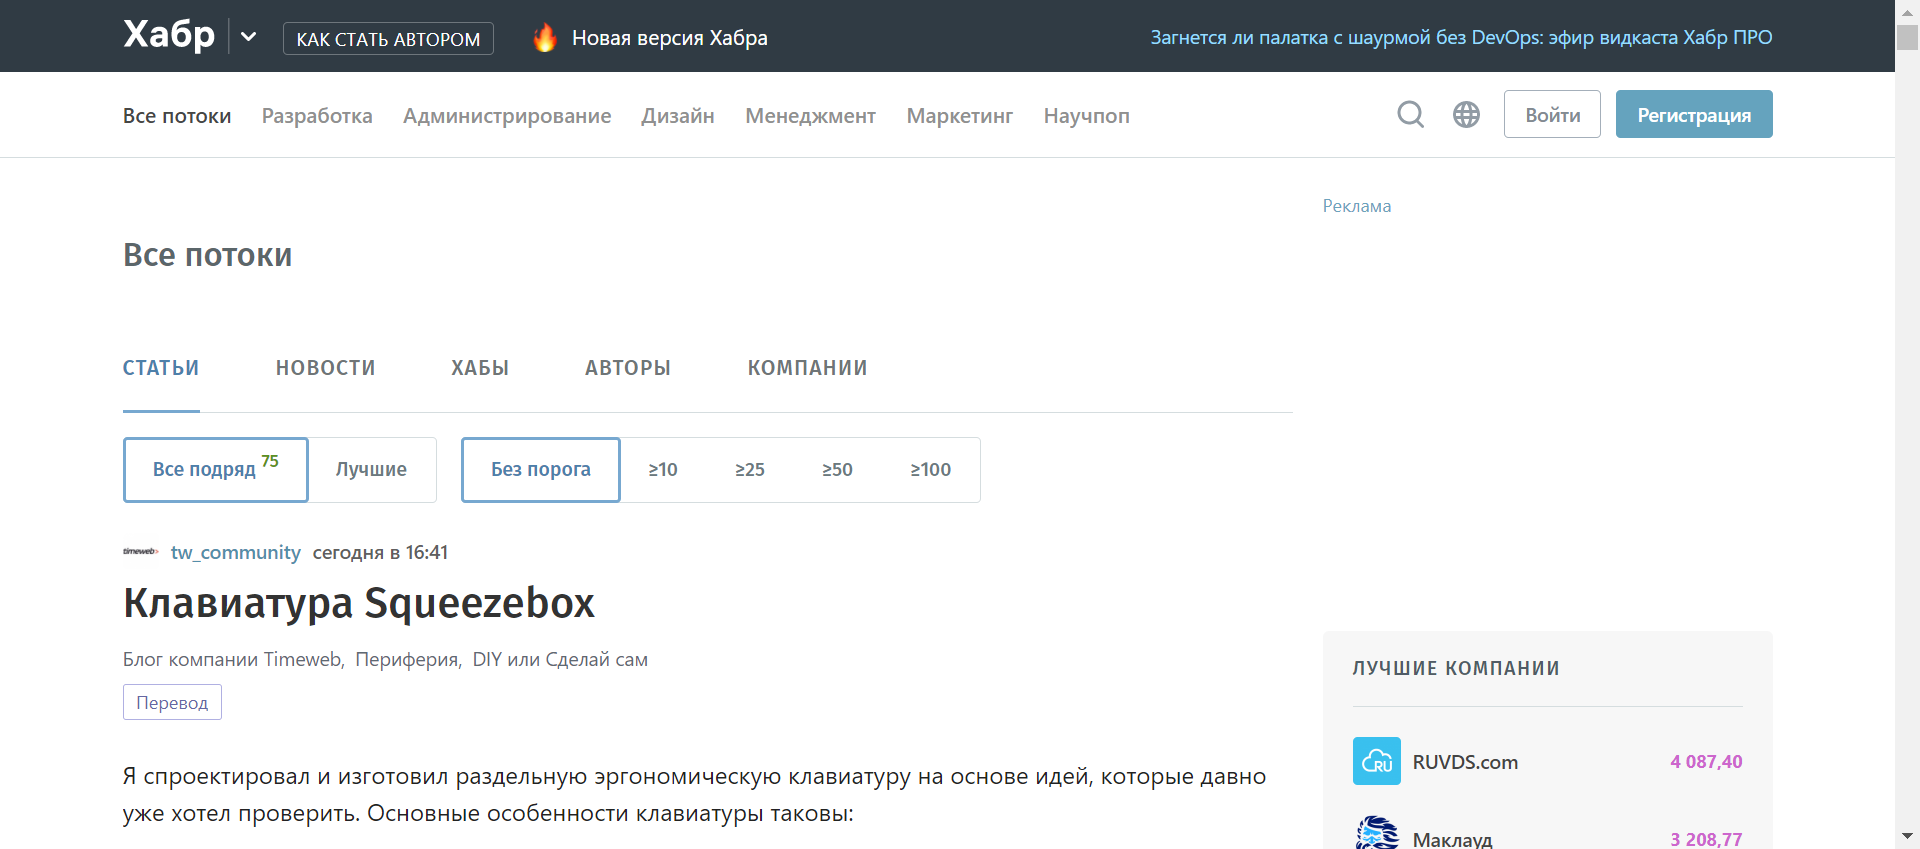 Хабр
КАК СТАТЬ АВТОРОМ
Новая версия Хабра
Загнется ли палатка с шаурмой без DevOps: эфир видкаста Хабр ПРО
Все потоки Разработка Администрирование Дизайн Менеджмент Маркетинг Научпоп
Войти
Регистрация
Реклама
Все потоки
СТАТЬИ НОВОСТИ ХАБЫ АВТОРЫ КОМПАНИИ
Все подряд 75 Лучшие Без порога ≥10 ≥25 ≥50 ≥100
timeweb> tw_community сегодня в 16:41
Клавиатура Squeezebox
Блог компании Timeweb, Периферия, DIY или Сделай сам
Перевод
Я спроектировал и изготовил раздельную эргономическую клавиатуру на основе идей, которые давно
уже хотел проверить. Основные особенности клавиатуры таковы:
ЛУЧШИЕ КОМПАНИИ
RU RUVDS.com 4 087,40
Маклауд 3 208,77